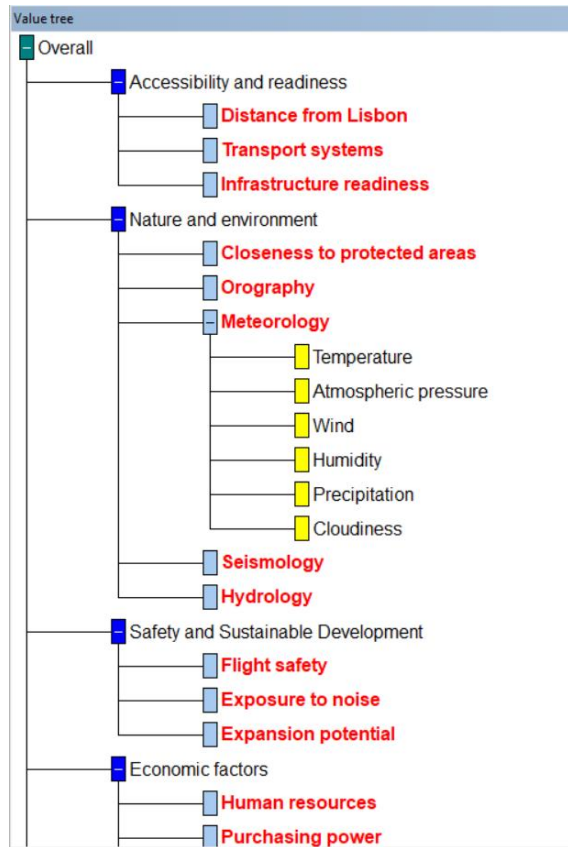 Value tree
Overall
Accessibility and readiness
Distance from Lisbon
Transport systems
Infrastructure readiness
Nature and environment
Closeness to protected areas
Orography
Meteorology
Temperature
Atmospheric pressure
Wind
Humidity
Precipitation
Cloudiness
Seismology
Hydrology
Safety and Sustainable Development
Flight safety
Exposure to noise
Expansion potential
Economic factors
Human resources
Purchasing power